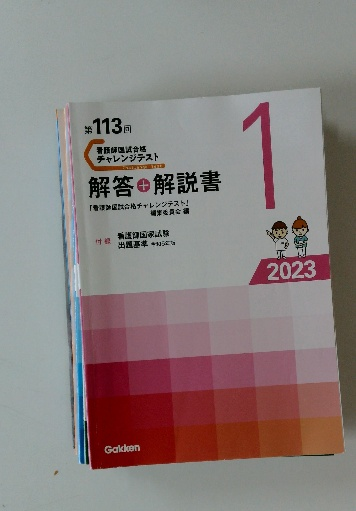 第113回
1
看護師国試合格
チャレンジテスト
解答+解説書
「看護師国試合格チャレンジテスト」
編集委員会 編
付録
看護師国家試験
出題基準
2023
Gakken